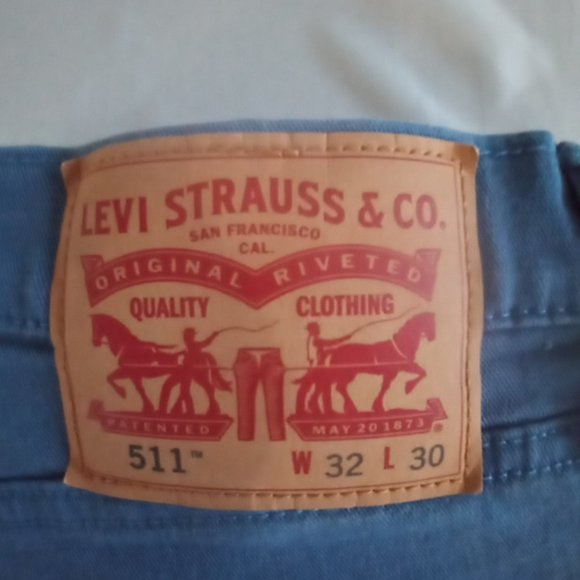 LEVI STRAUSS & CO.®
SAN FRANCISCO
CAL.
ORIGINAL RIVETED
QUALITY CLOTHING
PATENTED MAY 20 1873 ®
511™ W 32 L 30